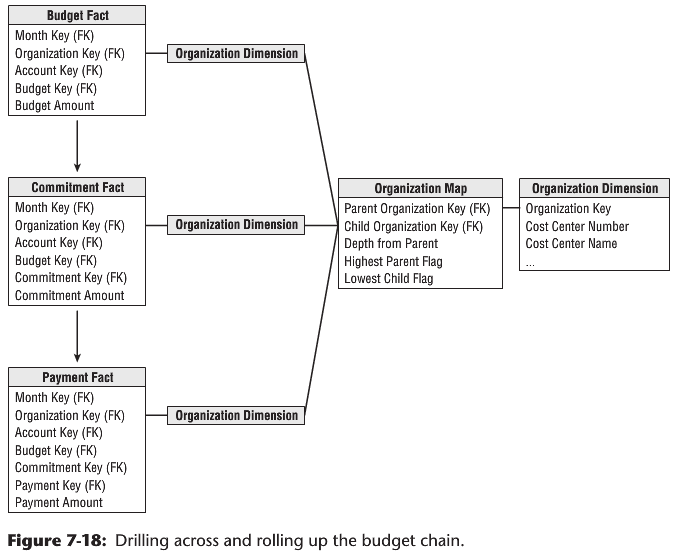 Budget Fact
Month Key (FK)
Organization Key (FK)
Account Key (FK)
Budget Key (FK)
Budget Amount
Organization Dimension
Commitment Fact
Month Key (FK)
Organization Key (FK)
Account Key (FK)
Budget Key (FK)
Commitment Key (FK)
Commitment Amount
Organization Dimension
Organization Map
Parent Organization Key (FK)
Child Organization Key (FK)
Depth from Parent
Highest Parent Flag
Lowest Child Flag
Organization Dimension
Organization Key
Cost Center Number
Cost Center Name
...
Payment Fact
Month Key (FK)
Organization Key (FK)
Account Key (FK)
Budget Key (FK)
Commitment Key (FK)
Payment Key (FK)
Payment Amount
Organization Dimension
Figure 7-18: Drilling across and rolling up the budget chain.